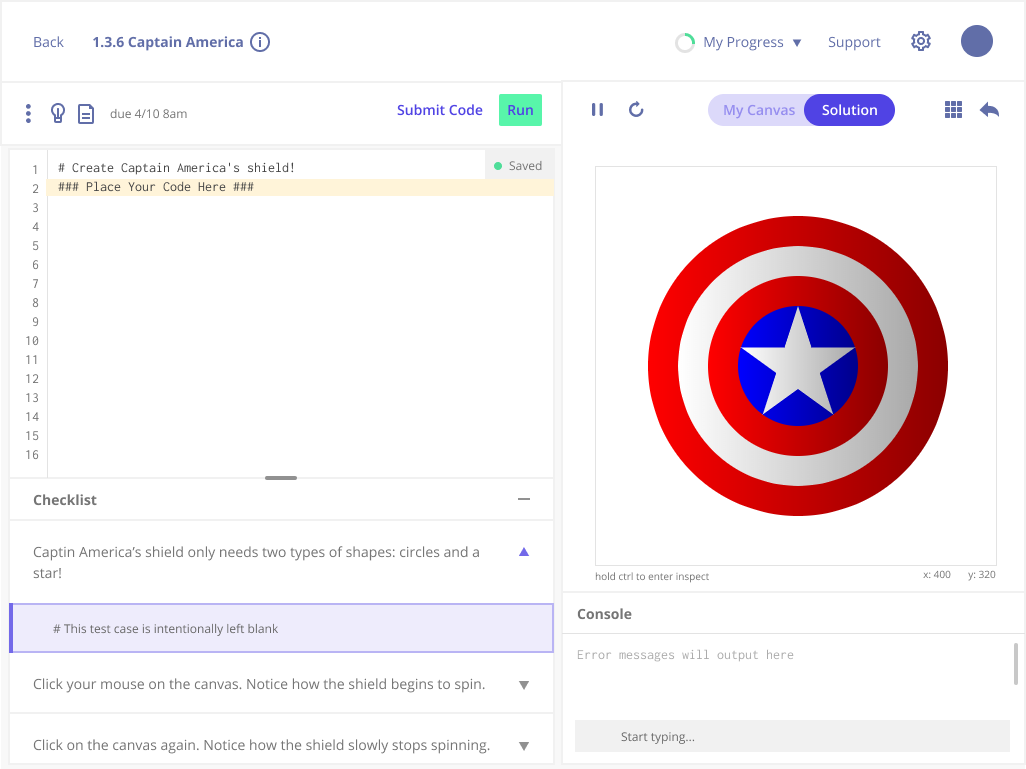 Back
1.3.6 Captain America
My Progress
Support
due 4/10 8am
Submit Code
Run
My Canvas
Solution
1 # Create Captain America's shield!
Saved
2 ### Place Your Code Here ###
3
4
5
6
7
8
9
10
11
12
13
14
15
16
Checklist
Captin America’s shield only needs two types of shapes: circles and a
star!
# This test case is intentionally left blank
Click your mouse on the canvas. Notice how the shield begins to spin.
Click on the canvas again. Notice how the shield slowly stops spinning.
hold ctrl to enter inspect
x: 400 y: 320
Console
Error messages will output here
Start typing...